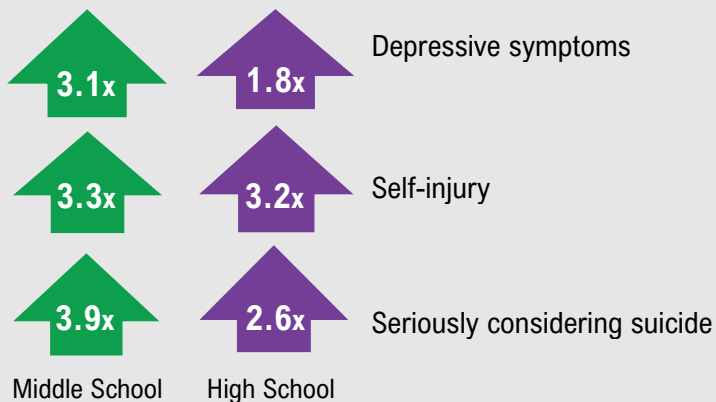 3.1x 1.8x Depressive symptoms
3.3x 3.2x Self-injury
3.9x 2.6x Seriously considering suicide
Middle School High School